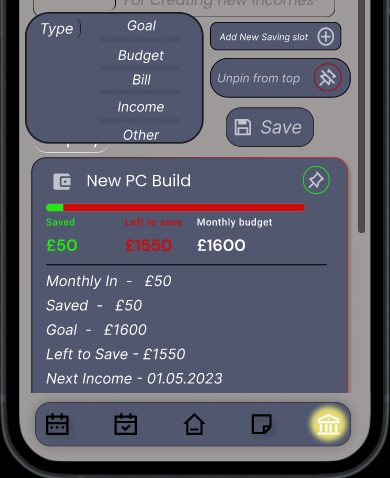 For Creating new incomes
Type
Goal
Budget
Bill
Income
Other
Add New Saving slot
Unpin from top
Save
New PC Build
Saved
Left to save
Monthly budget
£50
£1550
£1600
Monthly In - £50
Saved - £50
Goal - £1600
Left to Save - £1550
Next Income - 01.05.2023